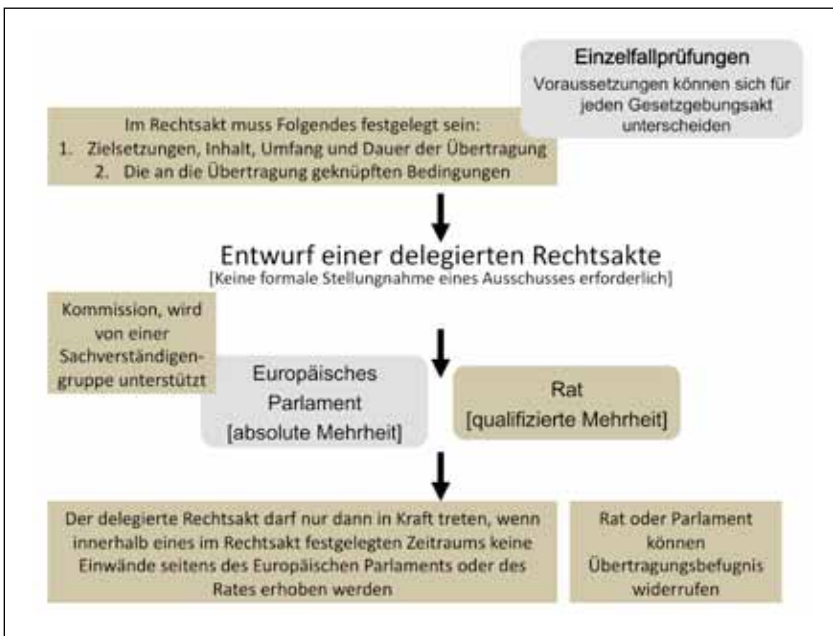 Einzelfallprüfungen
Voraussetzungen können sich für
jeden Gesetzgebungsakt
unterscheiden
Im Rechtsakt muss Folgendes festgelegt sein:
1. Zielsetzungen, Inhalt, Umfang und Dauer der Übertragung
2. Die an die Übertragung geknüpften Bedingungen
Entwurf einer delegierten Rechtsakte
[Keine formale Stellungnahme eines Ausschusses erforderlich]
Kommission, wird
von einer
Sachverständigen-
gruppe unterstützt
Europäisches
Parlament
[absolute Mehrheit]
Rat
[qualifizierte Mehrheit]
Der delegierte Rechtsakt darf nur dann in Kraft treten, wenn
innerhalb eines im Rechtsakt festgelegten Zeitraums keine
Einwände seitens des Europäischen Parlaments oder des
Rates erhoben werden
Rat oder Parlament
können
Übertragungsbefugnis
widerrufen